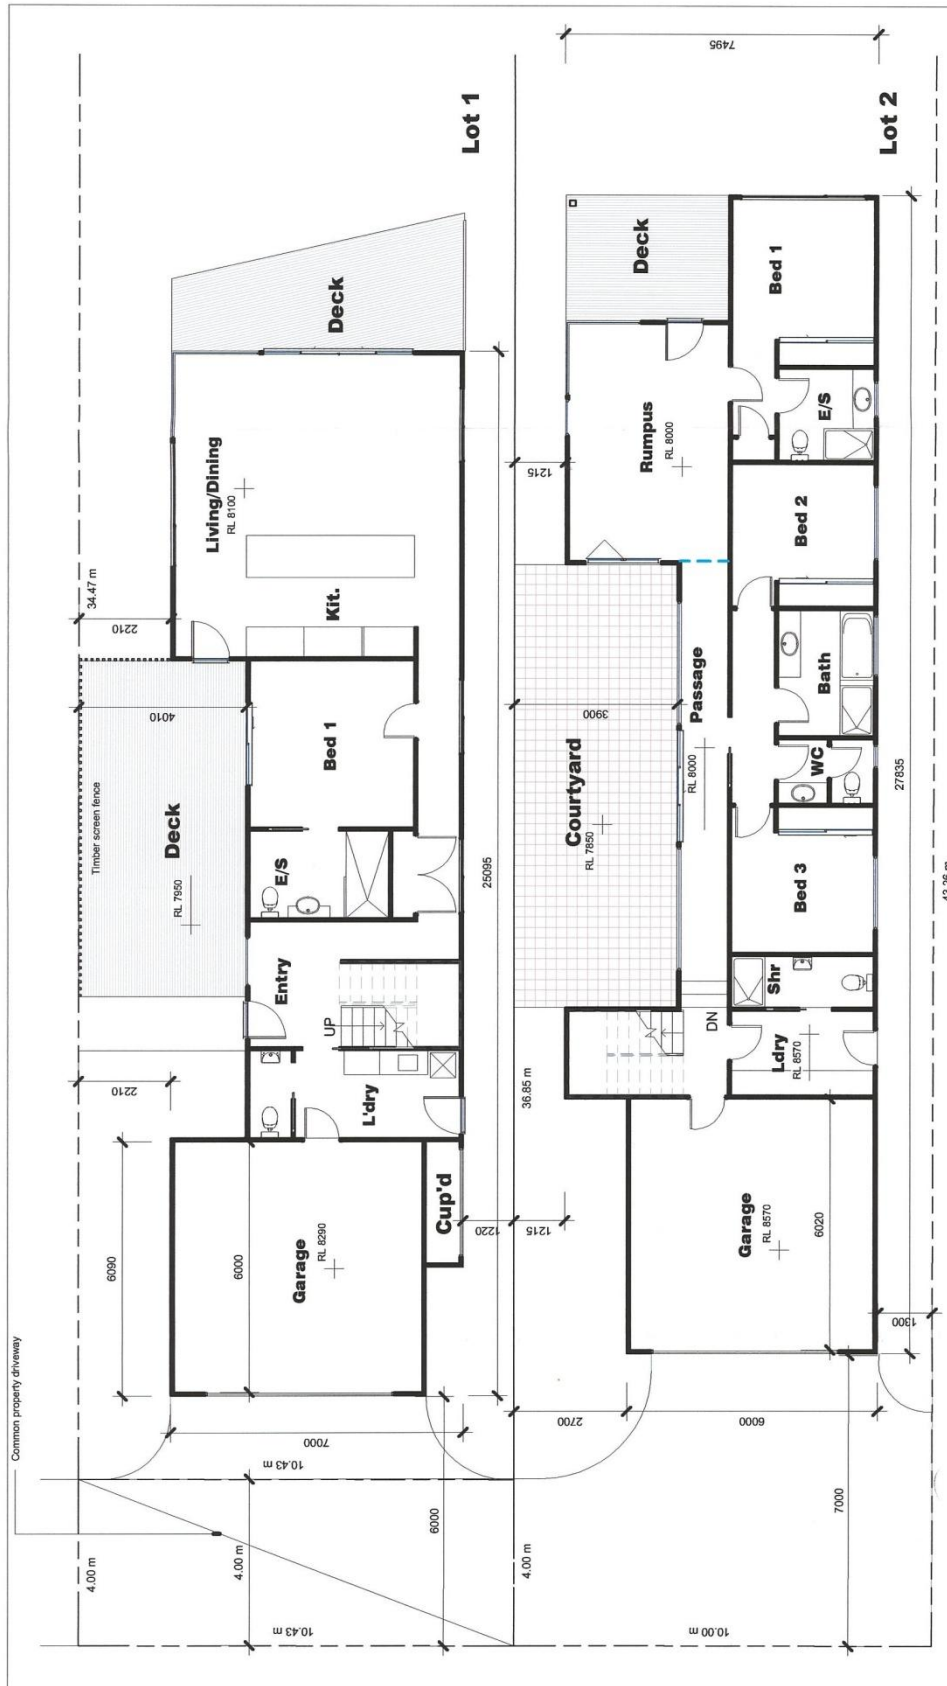 Common property driveway
4.00 m
10.43 m
4.00 m
10.43 m
6000
7000
6090
6000
Garage
RL 8290
Cup'd
L'dry
2210
UP
Entry
E/S
Bed 1
Timber screen fence
Deck
RL 7950
4010
2210
34.47 m
Kit.
Living/Dining
RL 8100
Deck
Lot 1
25095
1220
1215
36.85 m
4.00 m
10.00 m
7000
2700
6000
1300
Garage
RL 8570
6020
DN
Ldry
RL 8570
Shr
Bed 3
WC
Bath
Bed 2
E/S
Bed 1
Passage
RL 8000
Courtyard
RL 7850
3900
1215
Rumpus
RL 8000
Deck
Lot 2
7495
27835